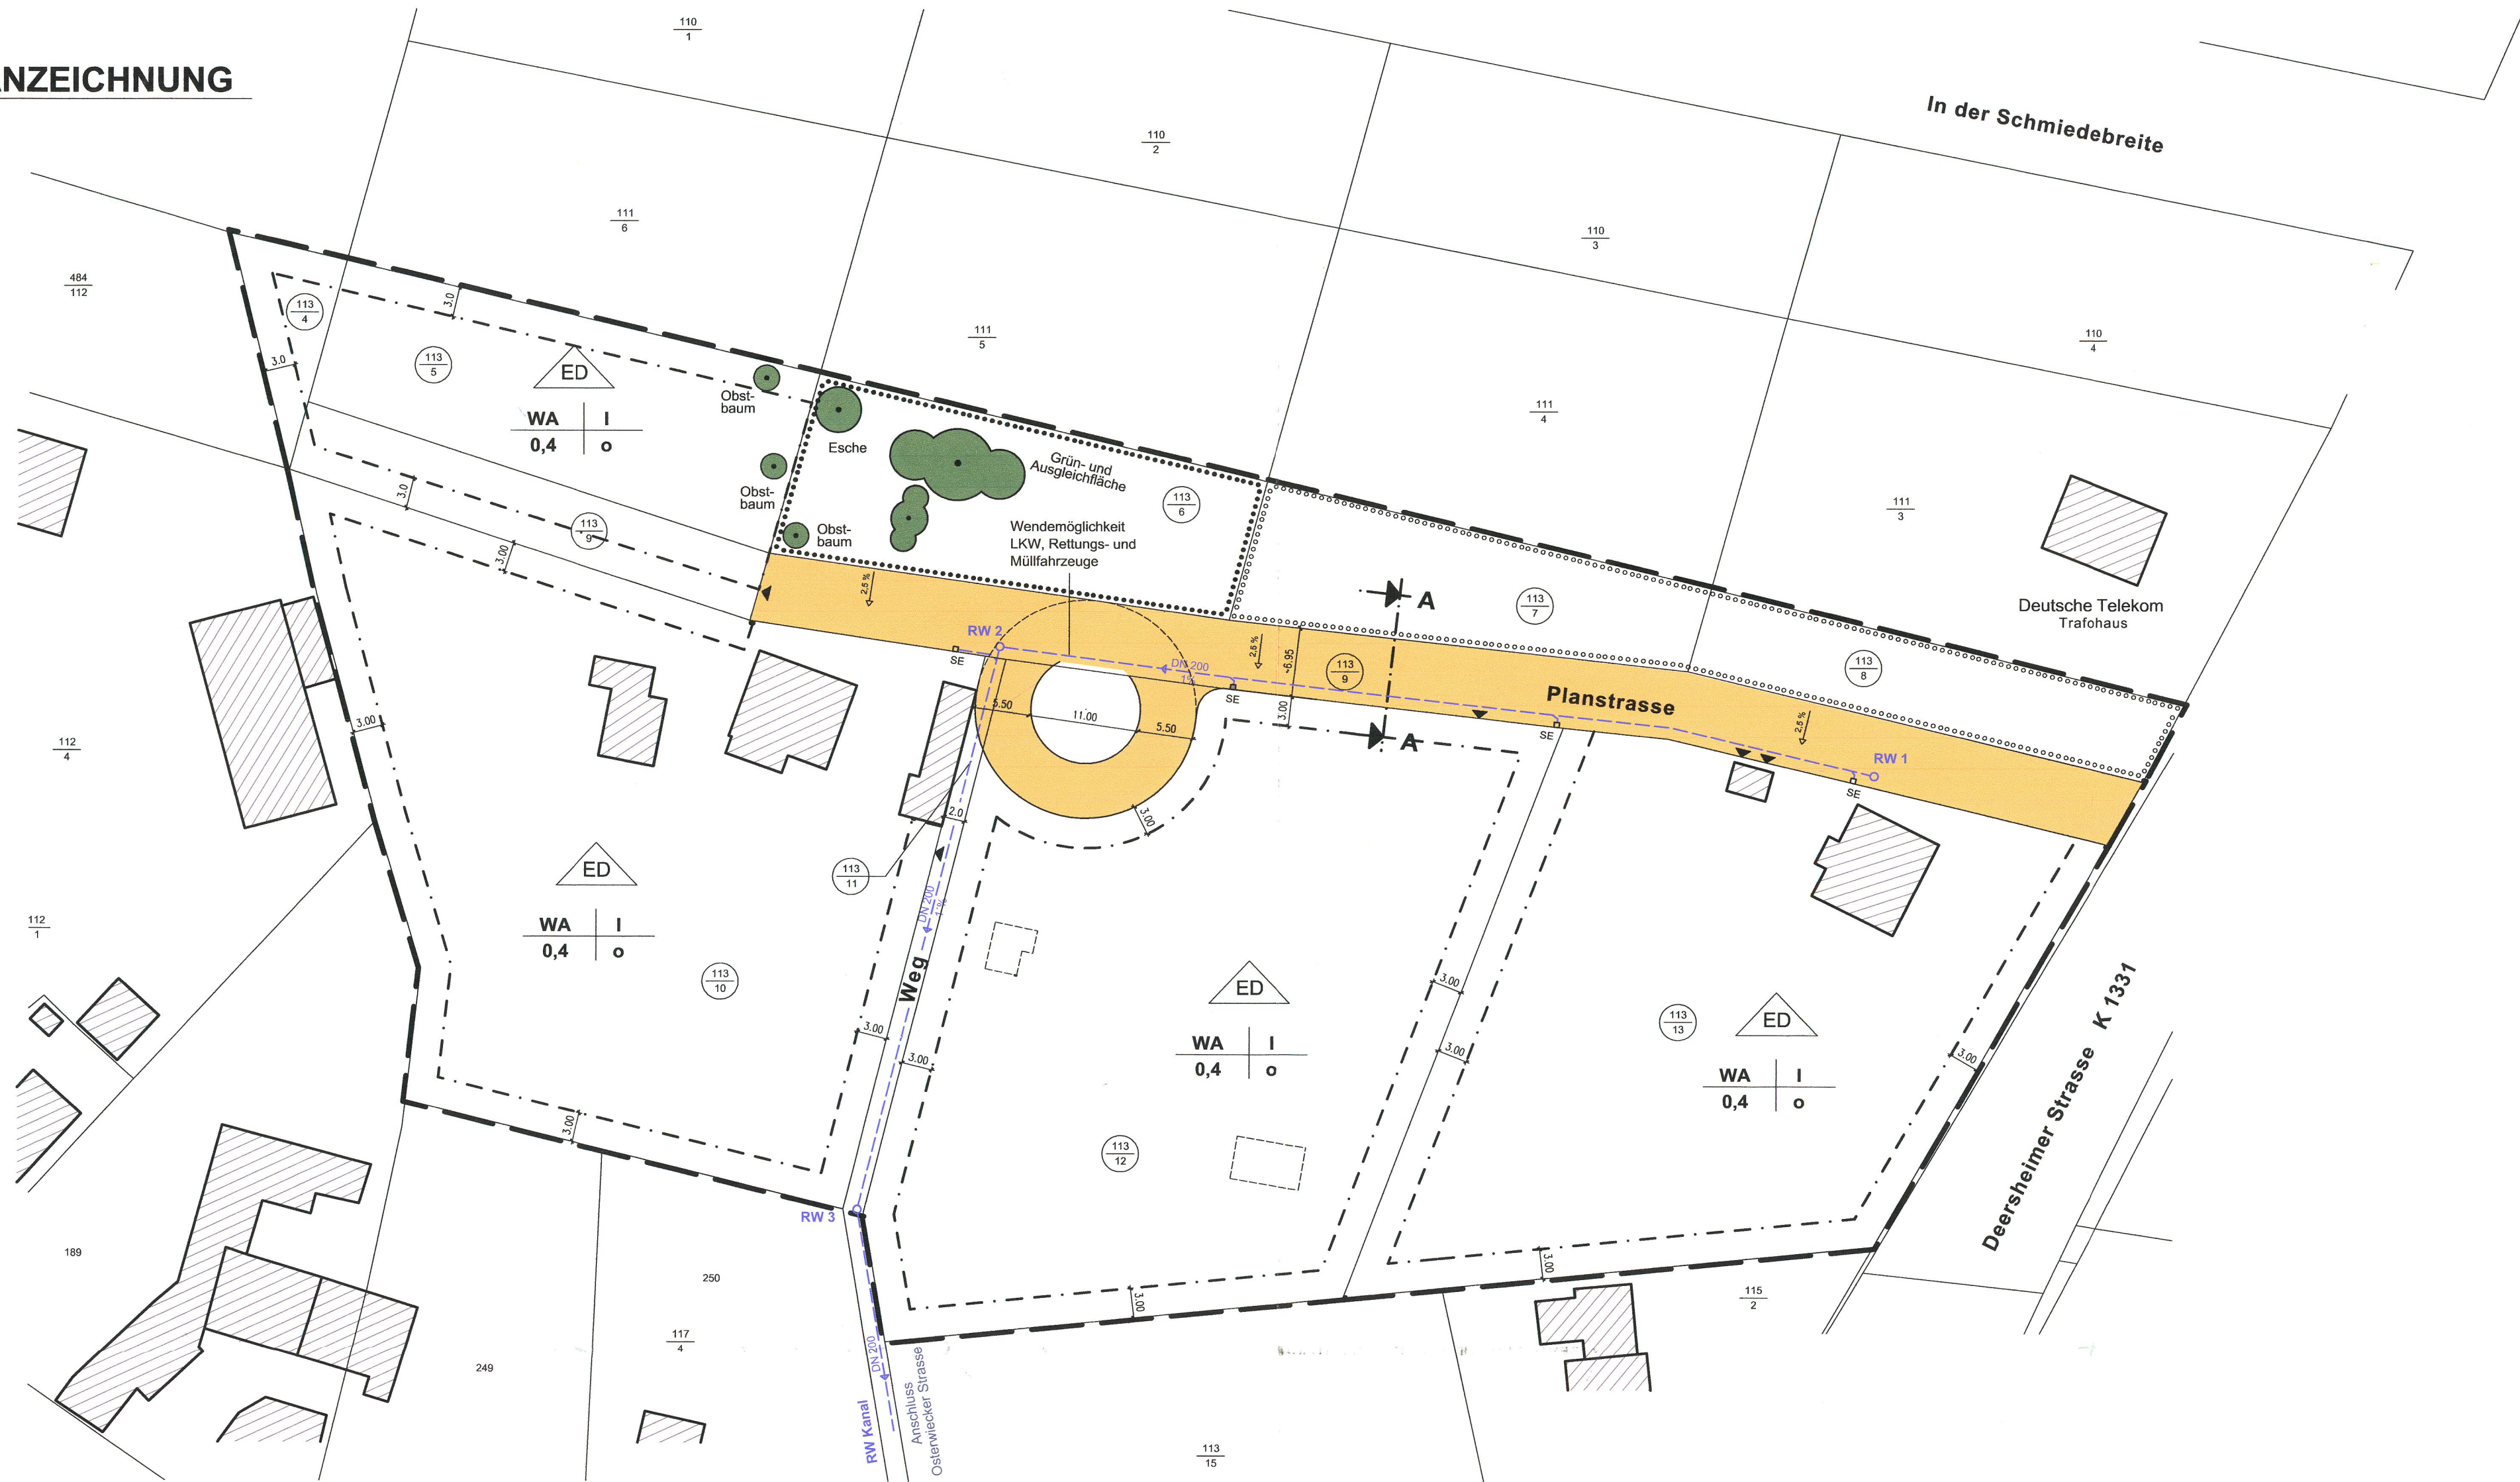 ANZEICHNUNG
110
1
110
2
In der Schmiedebreite
111
6
110
3
484
112
113
4
3.0
111
5
110
4
3.0
113
5
ED
WA I
0,4 o
Obst-
baum
Esche
Obst-
baum
Obst-
baum
Grün- und
Ausgleichfläche
113
6
111
4
111
3
3.0
113
9
3.00
Wendemöglichkeit
LKW, Rettungs- und
Müllfahrzeuge
2,5 %
A
113
7
Deutsche Telekom
Trafohaus
RW 2
SE
DN 200
1%
2,5 %
~6.95
113
9
113
8
SE
Planstrasse
2,5 %
3.00
5.50
11.00
5.50
3.00
A
SE
RW 1
SE
112
4
2.0
3.00
ED
113
11
WA I
0,4 o
DN 200
1 %
112
1
113
10
Weg
ED
3.00
113
13
ED
3.00
3.00
WA I
0,4 o
3.00
3.00
WA I
0,4 o
Deersheimer Strasse K 1331
3.00
113
12
RW 3
189
250
3.00
3.00
115
2
117
4
249
DN 200
RW Kanal
Anschluss
Osterwiecker Strasse
113
15